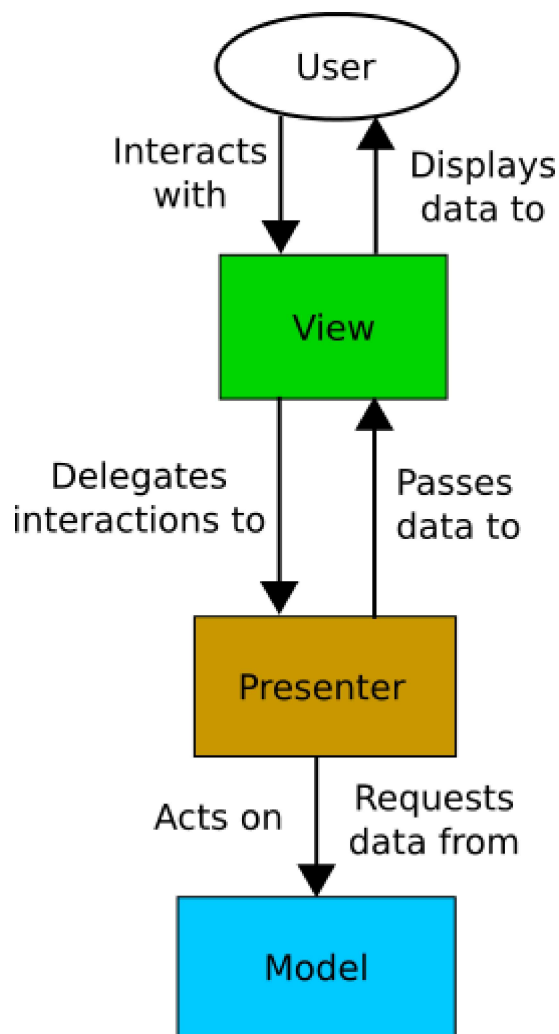 User
Interacts
with
Displays
data to
View
Delegates
interactions to
Passes
data to
Presenter
Acts on
Requests
data from
Model